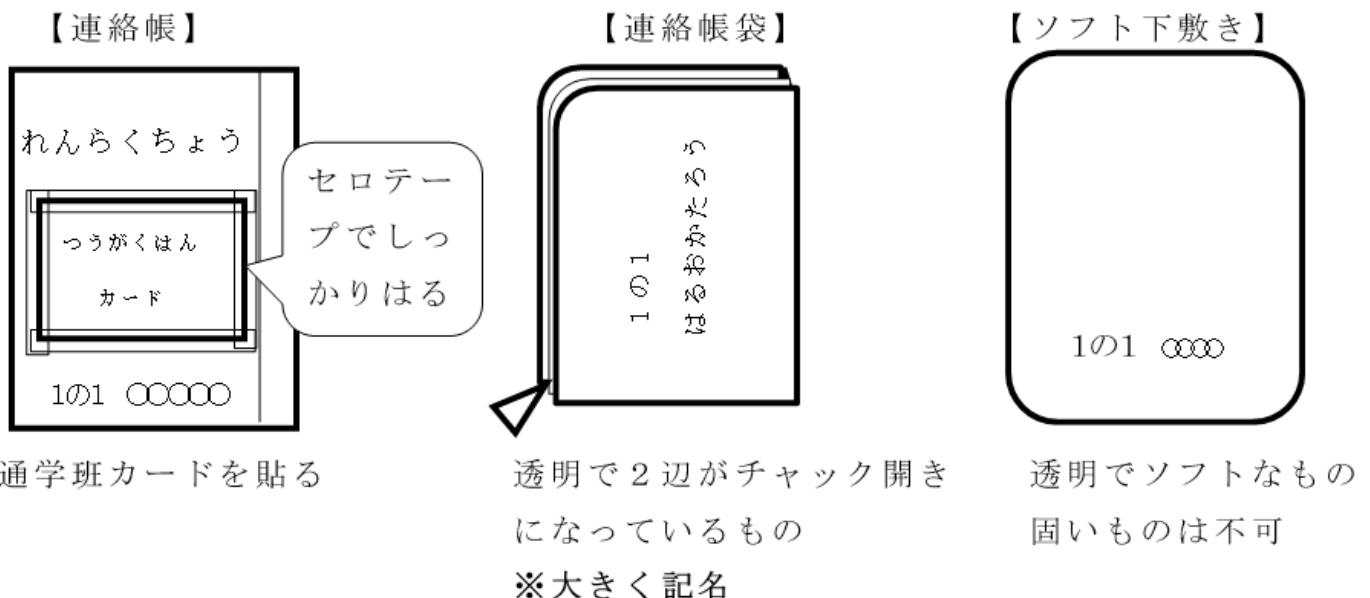 【連絡帳】
れんらくちょう
つうがくはん
カード
1の1 ○○○○○
セロテー
プでしっ
かりはる
通学班カードを貼る
【連絡帳袋】
1の1
はるおかたろう
透明で２辺がチャック開き
になっているもの
※大きく記名
【ソフト下敷き】
1の1 ○○○○
透明でソフトなもの
固いものは不可